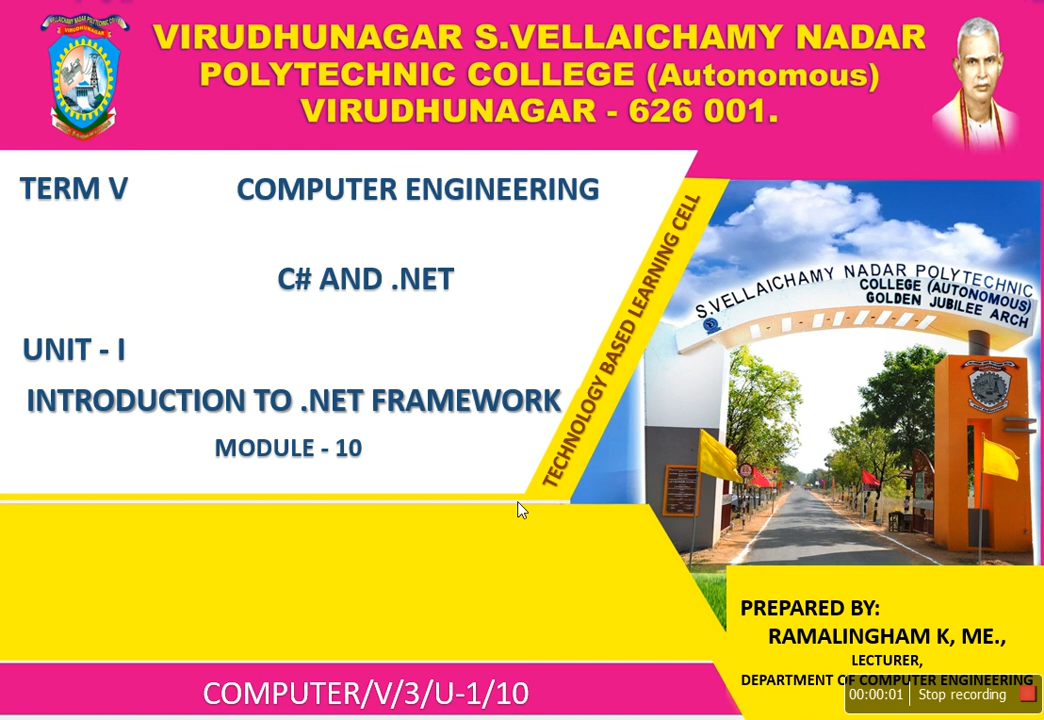 VIRUDHUNAGAR S.VELLAICHAMY NADAR
POLYTECHNIC COLLEGE (Autonomous)
VIRUDHUNAGAR - 626 001.
TERM V
COMPUTER ENGINEERING
C# AND .NET
UNIT - I
INTRODUCTION TO .NET FRAMEWORK
MODULE - 10
TECHNOLOGY BASED LEARNING CELL
S.VELLAICHAMY NADAR POLYTECHNIC
COLLEGE (AUTONOMOUS)
GOLDEN JUBILEE ARCH
PREPARED BY:
RAMALINGHAM K, ME.,
LECTURER,
DEPARTMENT OF COMPUTER ENGINEERING
00:00:01 Stop recording
COMPUTER/V/3/U-1/10